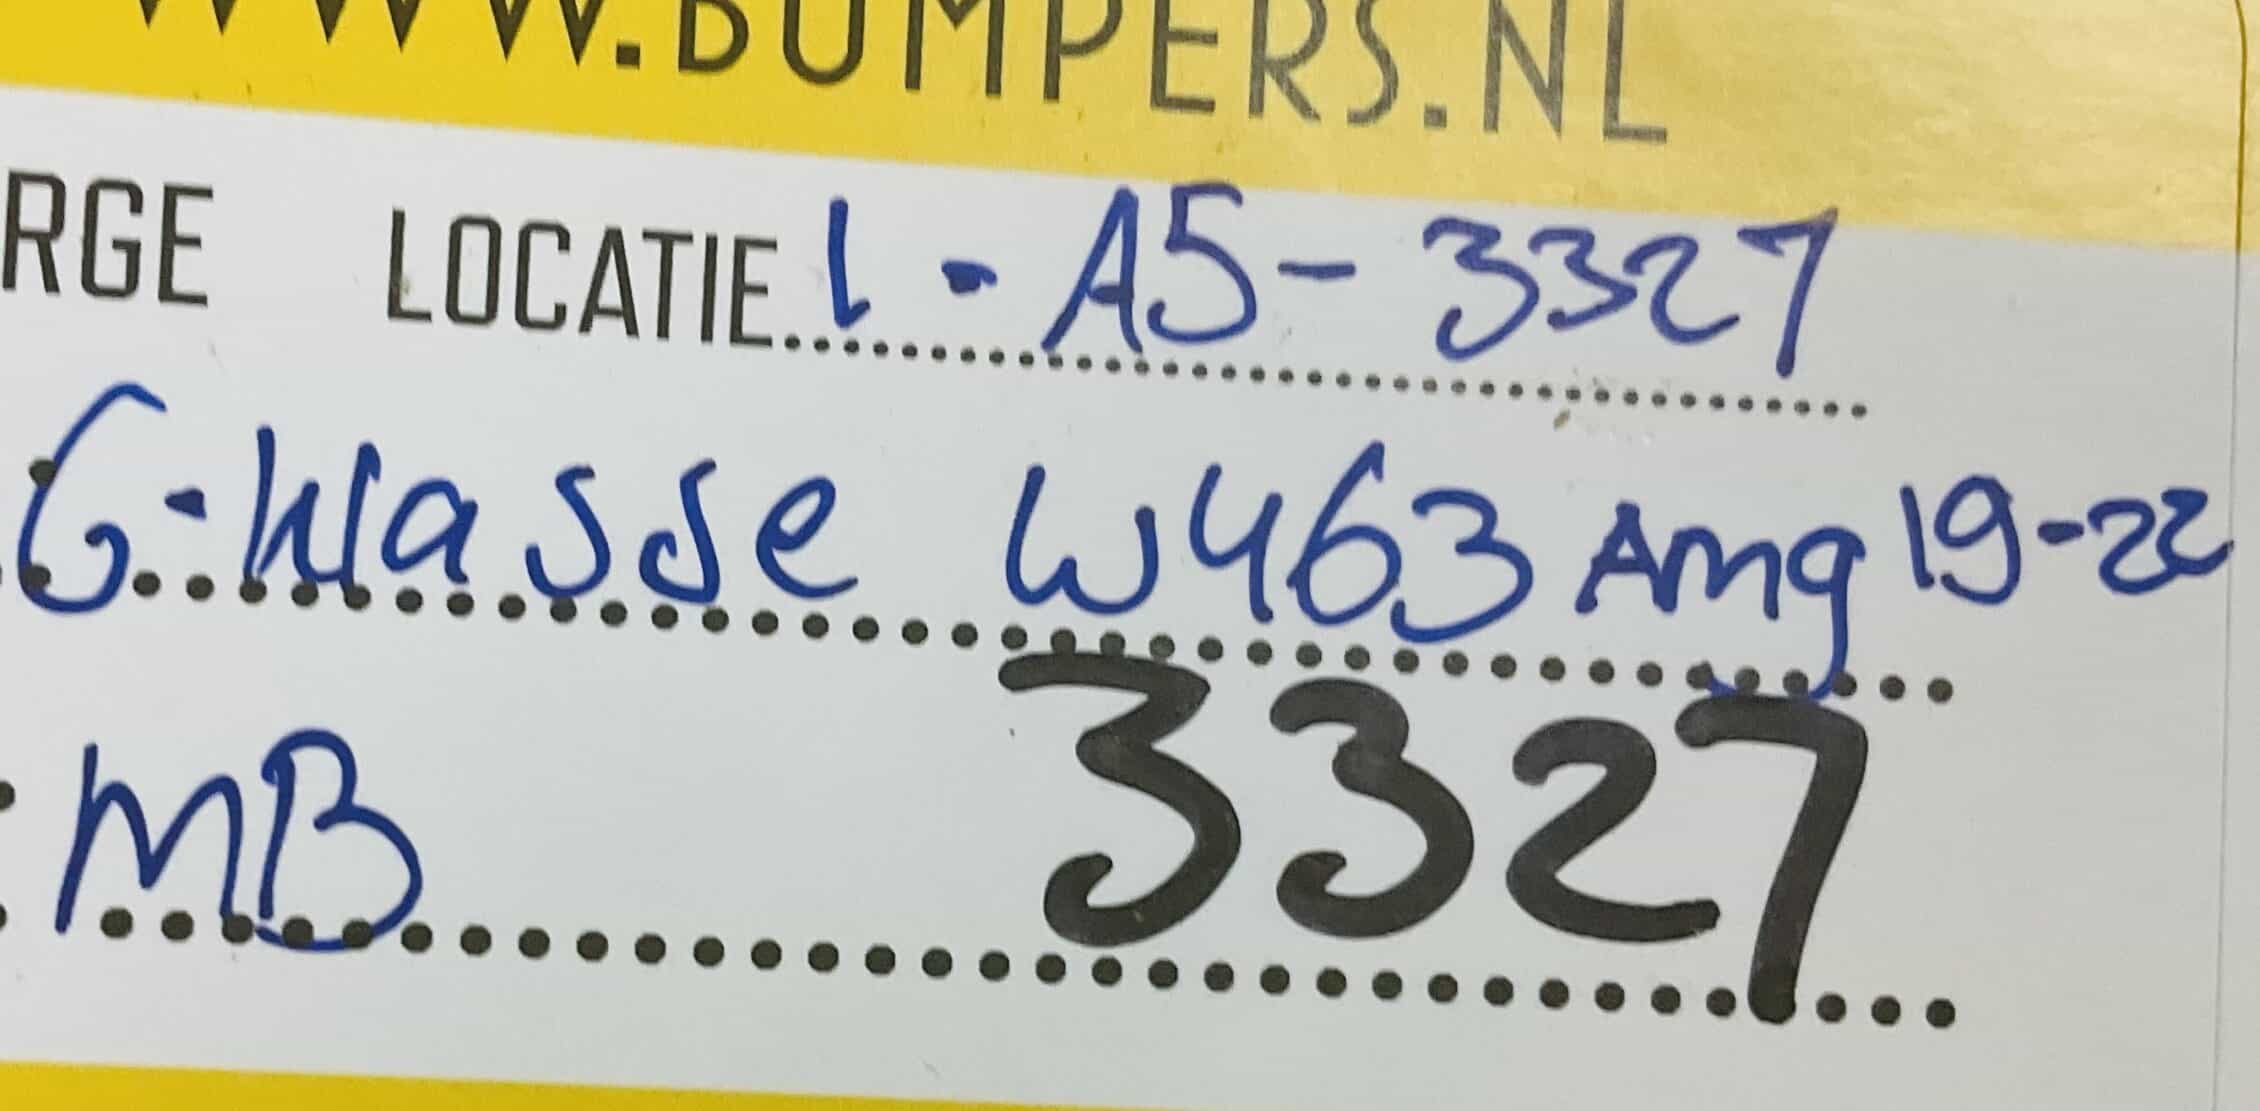 WWW.BUMPERS.NL
RGE LOCATIE 1 - A5 - 3327
G-klasse W463 Amg 19-22
MB 3327